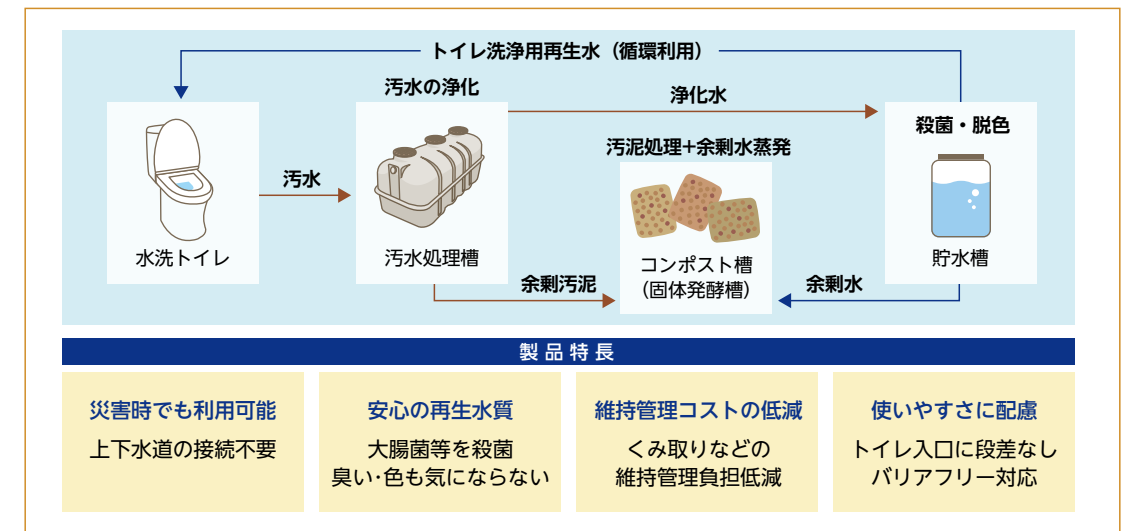 トイレ洗浄用再生水（循環利用）
汚水の浄化
浄化水
殺菌・脱色
汚泥処理+余剰水蒸発
汚水
水洗トイレ
汚水処理槽
コンポスト槽
（固体発酵槽）
貯水槽
余剰汚泥
余剰水
製品特長
災害時でも利用可能
上下水道の接続不要
安心の再生水質
大腸菌等を殺菌
臭い･色も気にならない
維持管理コストの低減
くみ取りなどの
維持管理負担低減
使いやすさに配慮
トイレ入口に段差なし
バリアフリー対応